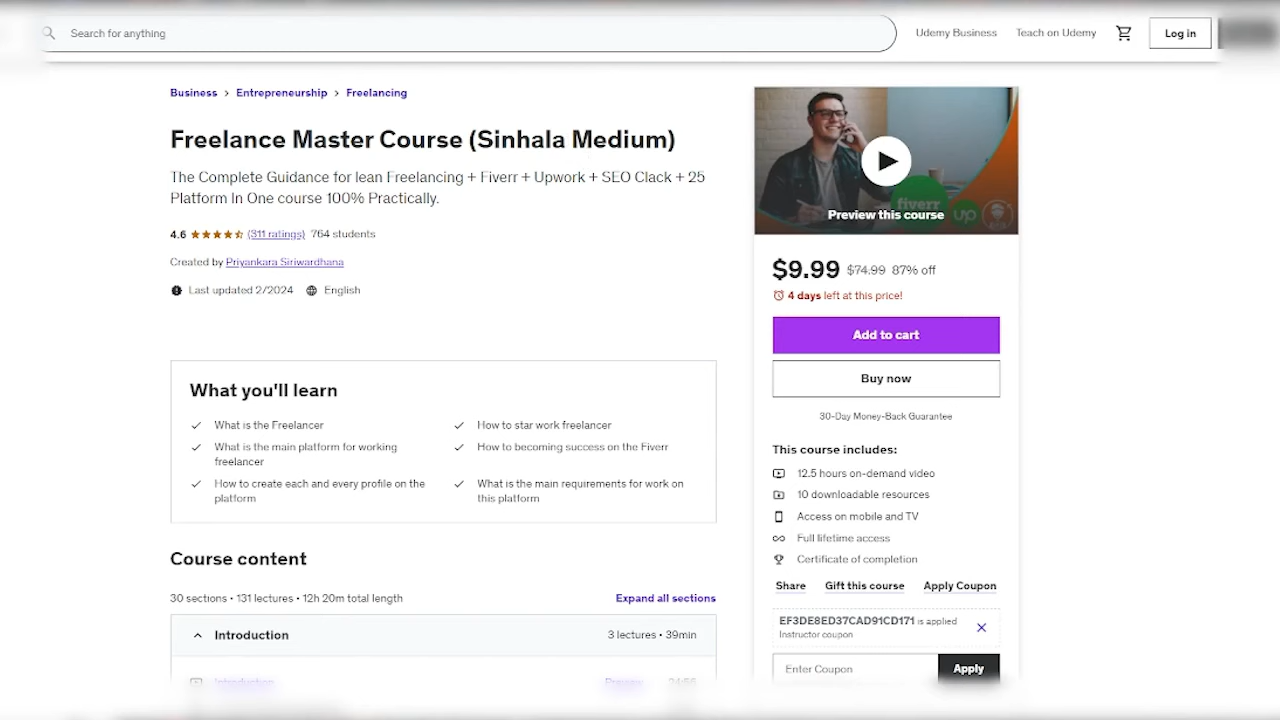 Search for anything
Udemy Business
Teach on Udemy
Log in
Business > Entrepreneurship > Freelancing
Freelance Master Course (Sinhala Medium)
The Complete Guidance for lean Freelancing + Fiverr + Upwork + SEO Clack + 25
Platform In One course 100% Practically.
4.6 (311 ratings) 764 students
Created by Priyankara Siriwardhana
Last updated 2/2024 English
What you'll learn
What is the Freelancer
What is the main platform for working
freelancer
How to create each and every profile on the
platform
How to star work freelancer
How to becoming success on the Fiverr
What is the main requirements for work on
this platform
Course content
30 sections • 131 lectures • 12h 20m total length
Expand all sections
Introduction
3 lectures • 39min
Introduction
Preview
fiverr
up
Preview this course
$9.99 $74.99 87% off
4 days left at this price!
Add to cart
Buy now
30-Day Money-Back Guarantee
This course includes:
12.5 hours on-demand video
10 downloadable resources
Access on mobile and TV
Full lifetime access
Certificate of completion
Share
Gift this course
Apply Coupon
EF3DE8ED37CAD91CD171 is applied
Instructor coupon
Enter Coupon
Apply